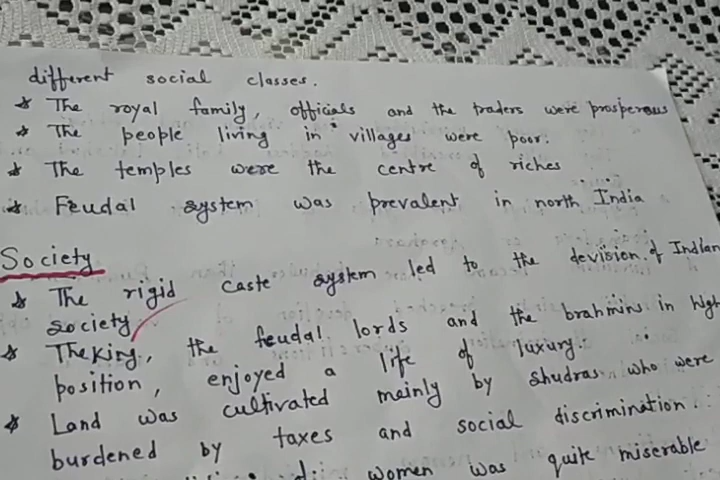 different social classes.
* The royal family, officials and the traders were prosperous
* The people living in villages were poor.
* The temples were the centre of riches
* Feudal system was prevalent in north India
Society
* The rigid caste system led to the devision of Indian
society
* The king, the feudal lords and the brahmins in high
position, enjoyed a life of luxury.
* Land was cultivated mainly by shudras who were
burdened by taxes and social discrimination.
women was quite miserable